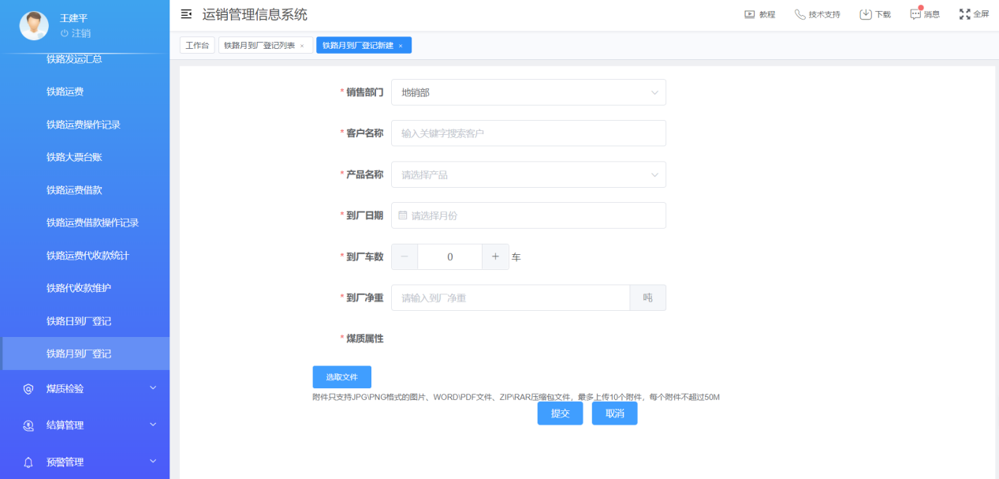 王建平
注销
铁路发运汇总
铁路运费
铁路运费操作记录
铁路大票台账
铁路运费借款
铁路运费借款操作记录
铁路运费代收款统计
铁路代收款维护
铁路日到厂登记
铁路月到厂登记
煤质检验
结算管理
预警管理
运销管理信息系统
教程 技术支持 下载 消息 全屏
工作台 铁路月到厂登记列表 × 铁路月到厂登记新建 ×
* 销售部门 地销部
* 客户名称 输入关键字搜索客户
* 产品名称 请选择产品
* 到厂日期 请选择月份
* 到厂车数 − 0 + 车
* 到厂净重 请输入到厂净重 吨
* 煤质属性
选取文件
附件只支持JPG\PNG格式的图片、WORD\PDF文件、ZIP\RAR压缩包文件，最多上传10个附件，每个附件不超过50M
提交 取消